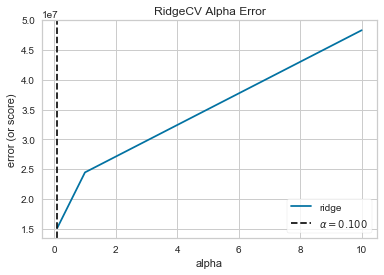 RidgeCV Alpha Error
1e7
5.0
4.5
4.0
3.5
3.0
2.5
2.0
1.5
error (or score)
0 2 4 6 8 10
alpha
ridge
α = 0.100